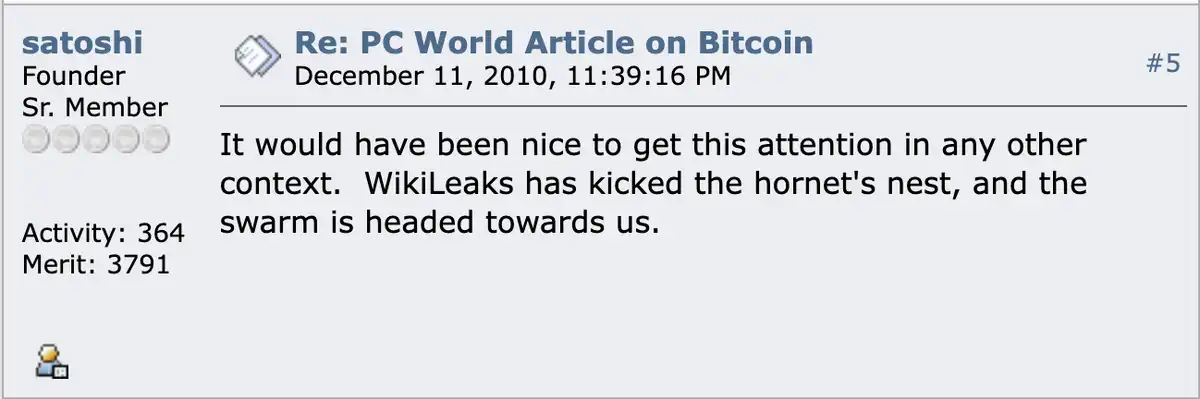 satoshi
Founder
Sr. Member
Activity: 364
Merit: 3791
Re: PC World Article on Bitcoin
December 11, 2010, 11:39:16 PM
#5
It would have been nice to get this attention in any other
context.  WikiLeaks has kicked the hornet's nest, and the
swarm is headed towards us.